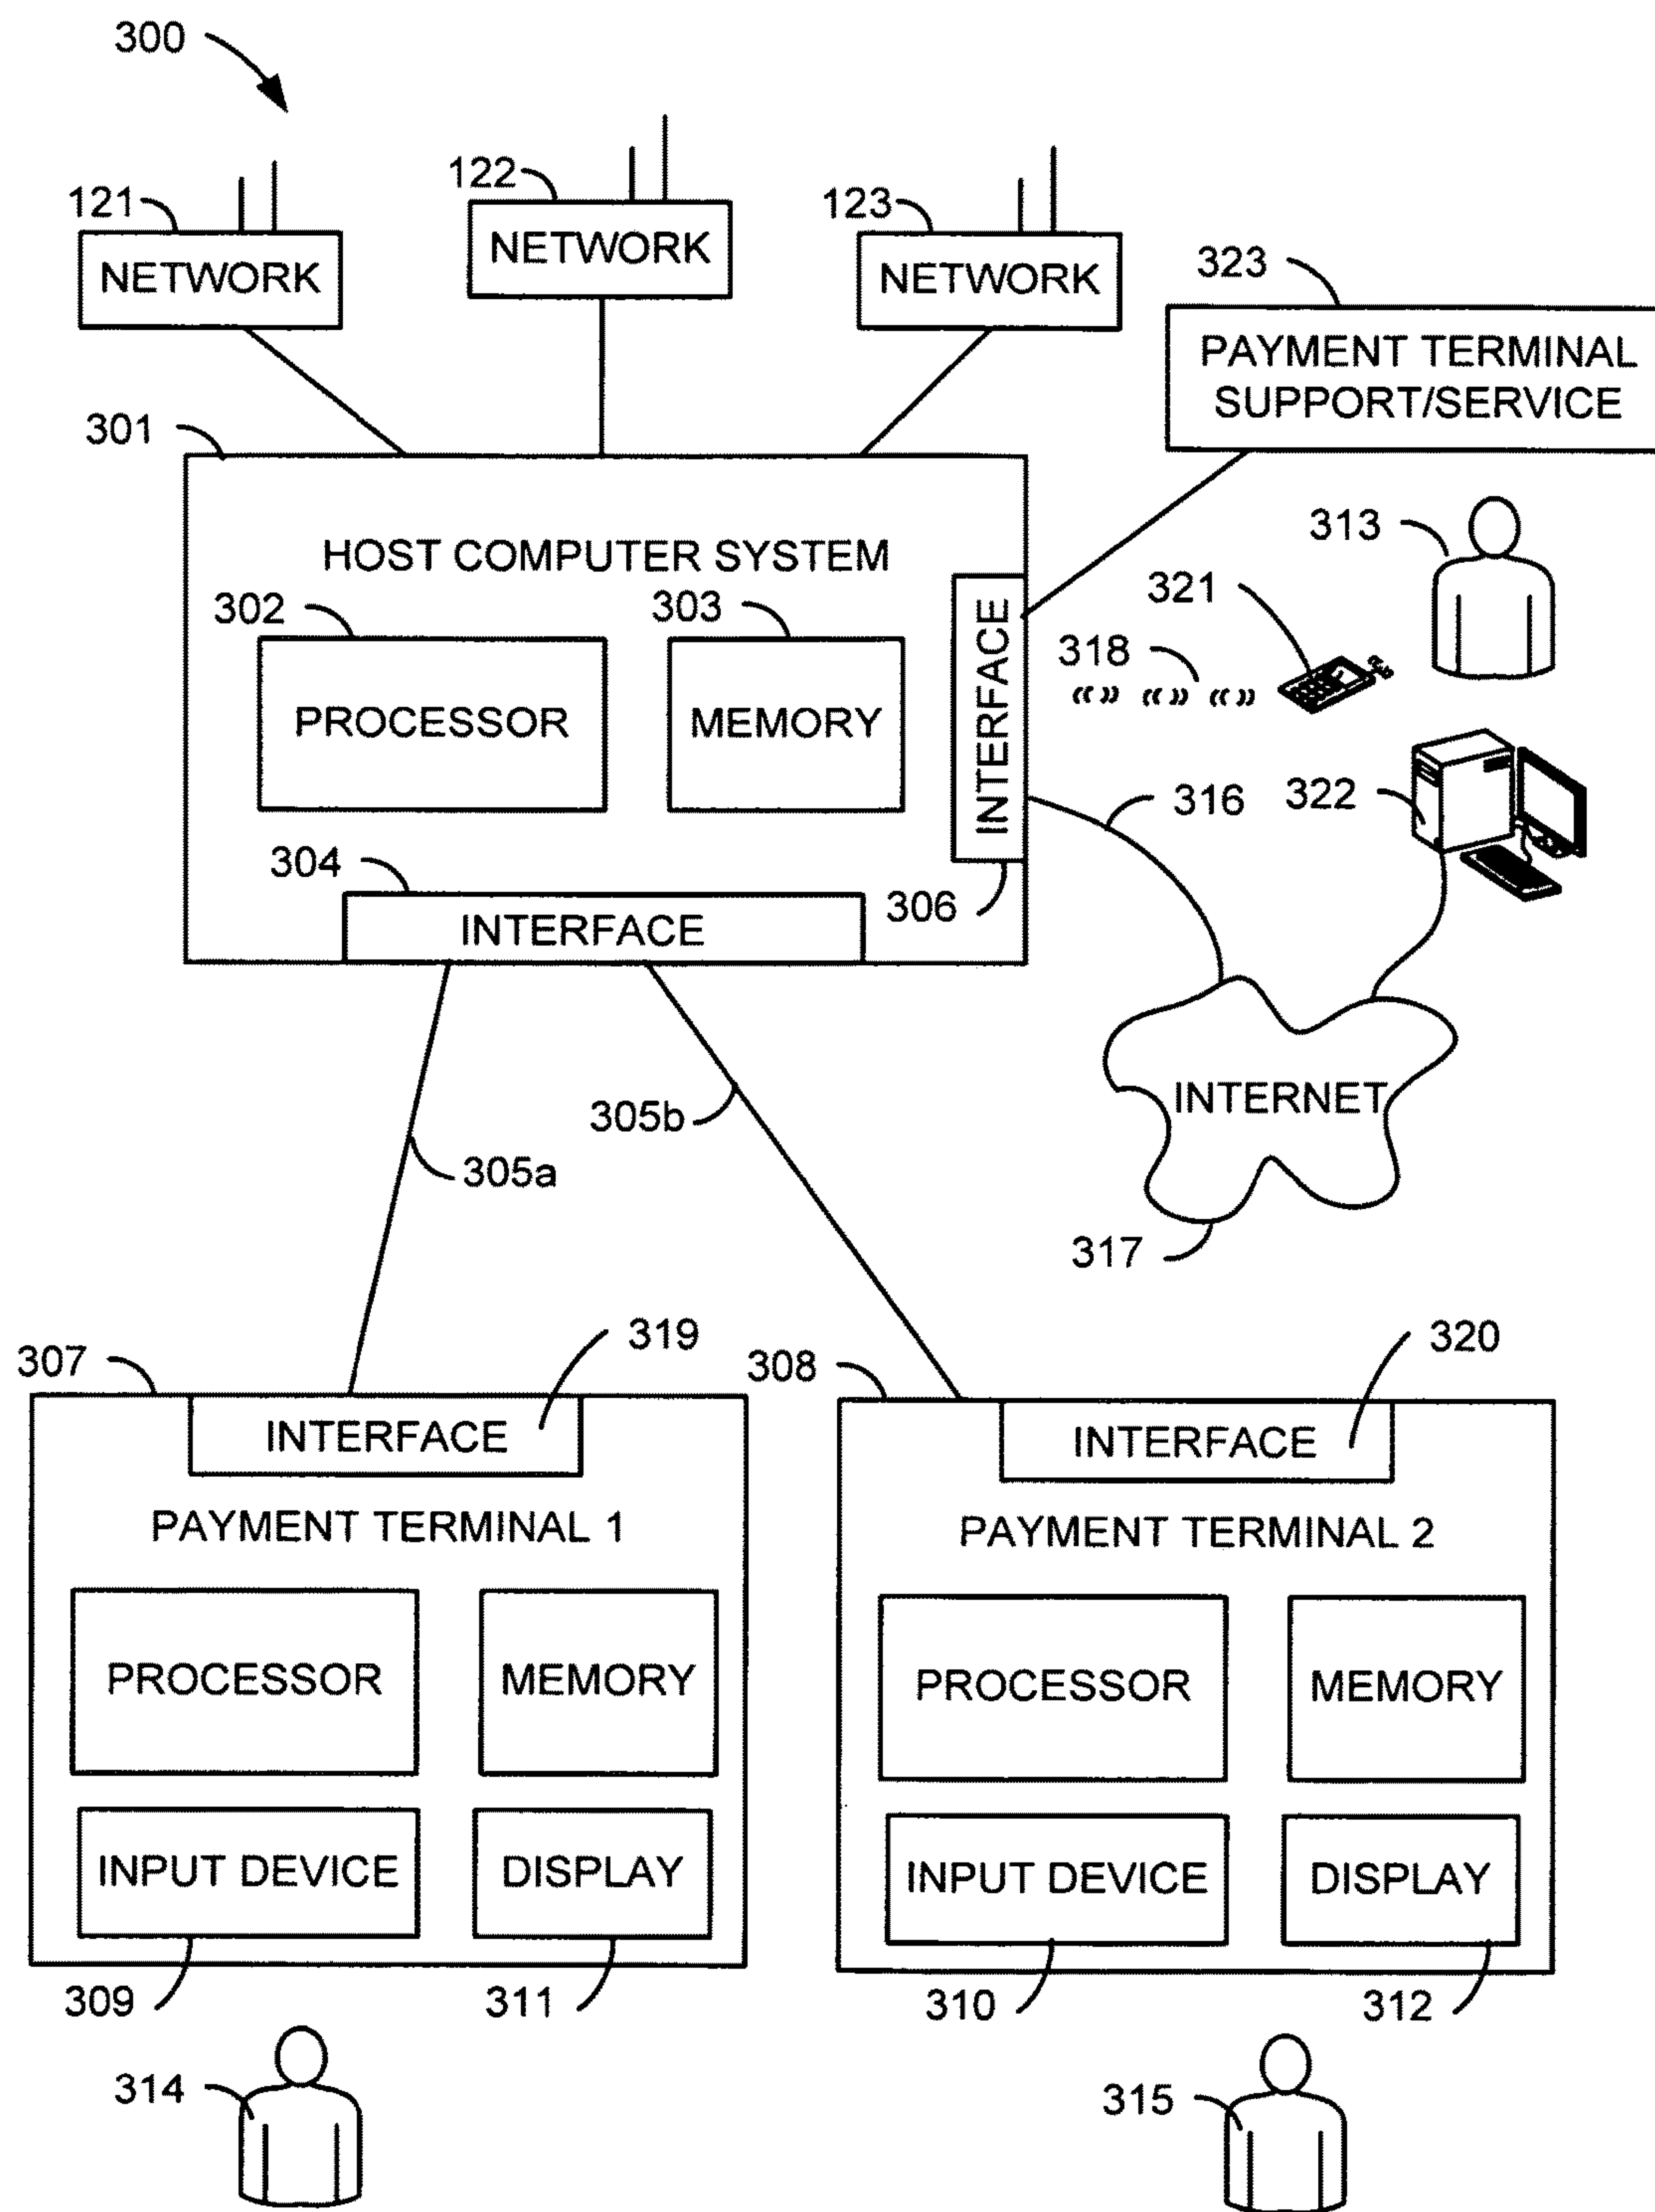 300
121
122
123
NETWORK
NETWORK
NETWORK
323
PAYMENT TERMINAL
SUPPORT/SERVICE
301
HOST COMPUTER SYSTEM
302
303
PROCESSOR
MEMORY
INTERFACE
313
321
318
«» «» «»
316
322
304
306
INTERFACE
305b
305a
INTERNET
317
307
319
308
320
INTERFACE
INTERFACE
PAYMENT TERMINAL 1
PAYMENT TERMINAL 2
PROCESSOR
MEMORY
PROCESSOR
MEMORY
INPUT DEVICE
DISPLAY
INPUT DEVICE
DISPLAY
309
311
310
312
314
315